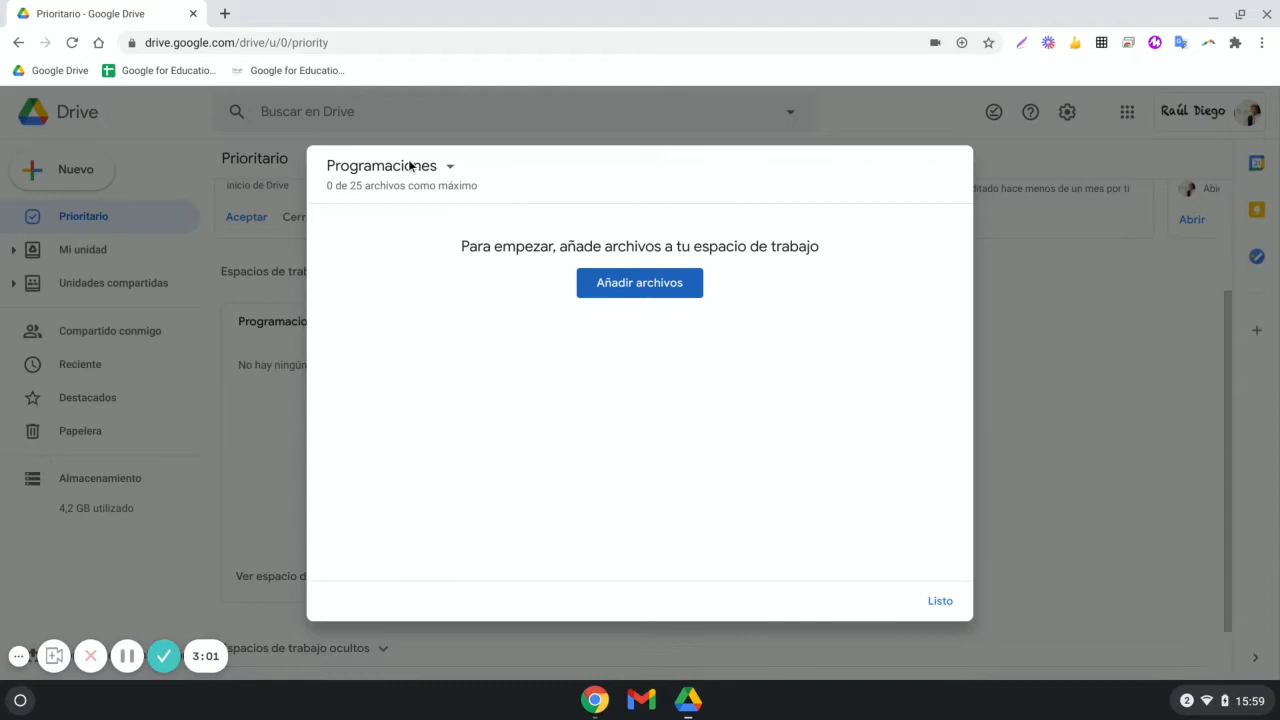 Prioritario - Google Drive
drive.google.com/drive/u/0/priority
Google Drive
Google for Educatio...
Google for Educatio...
Drive
Buscar en Drive
Raúl Diego
Nuevo
Prioritario
Programaciones
0 de 25 archivos como máximo
inicio de Drive
ditado hace menos de un mes por ti
Abi
Aceptar
Cerr
Abrir
Prioritario
Mi unidad
Unidades compartidas
Compartido conmigo
Reciente
Destacados
Papelera
Almacenamiento
4,2 GB utilizado
Espacios de trab
Programacio
No hay ningún
Ver espacio d
Para empezar, añade archivos a tu espacio de trabajo
Añadir archivos
Listo
spacios de trabajo ocultos
3:01
2
15:59